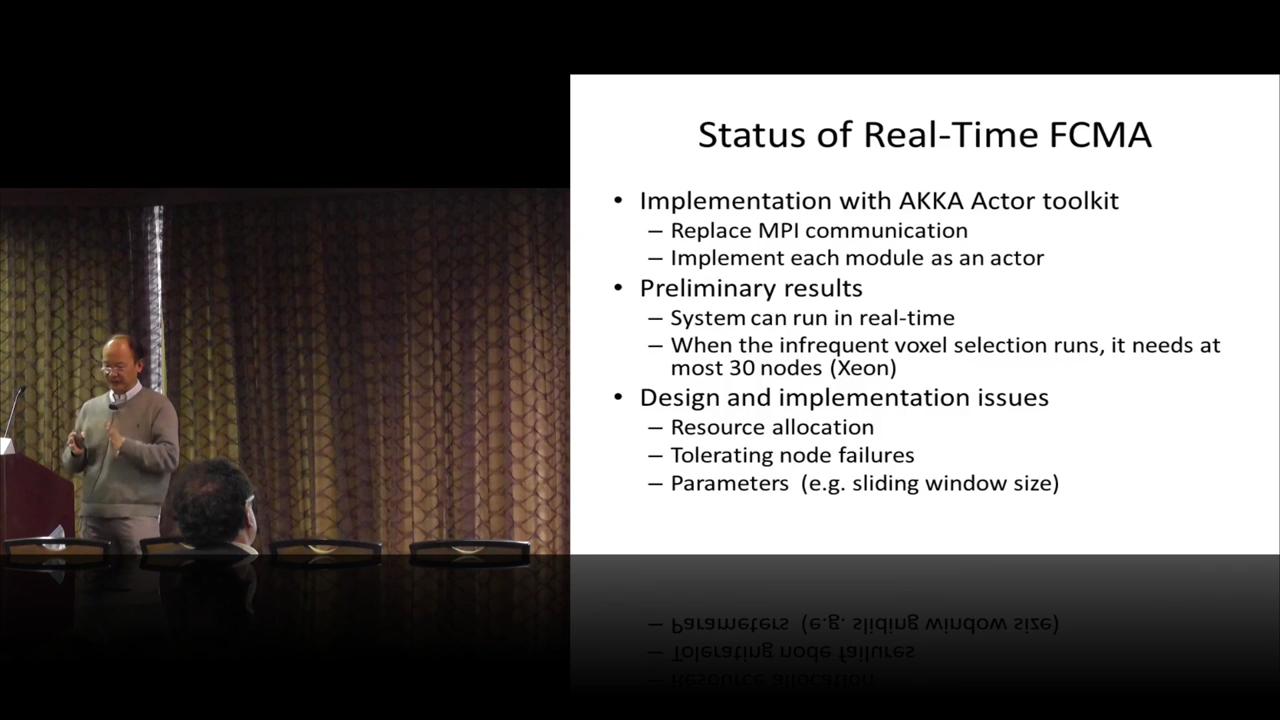 Status of Real-Time FCMA
• Implementation with AKKA Actor toolkit
– Replace MPI communication
– Implement each module as an actor
• Preliminary results
– System can run in real-time
– When the infrequent voxel selection runs, it needs at
most 30 nodes (Xeon)
• Design and implementation issues
– Resource allocation
– Tolerating node failures
– Parameters  (e.g. sliding window size)